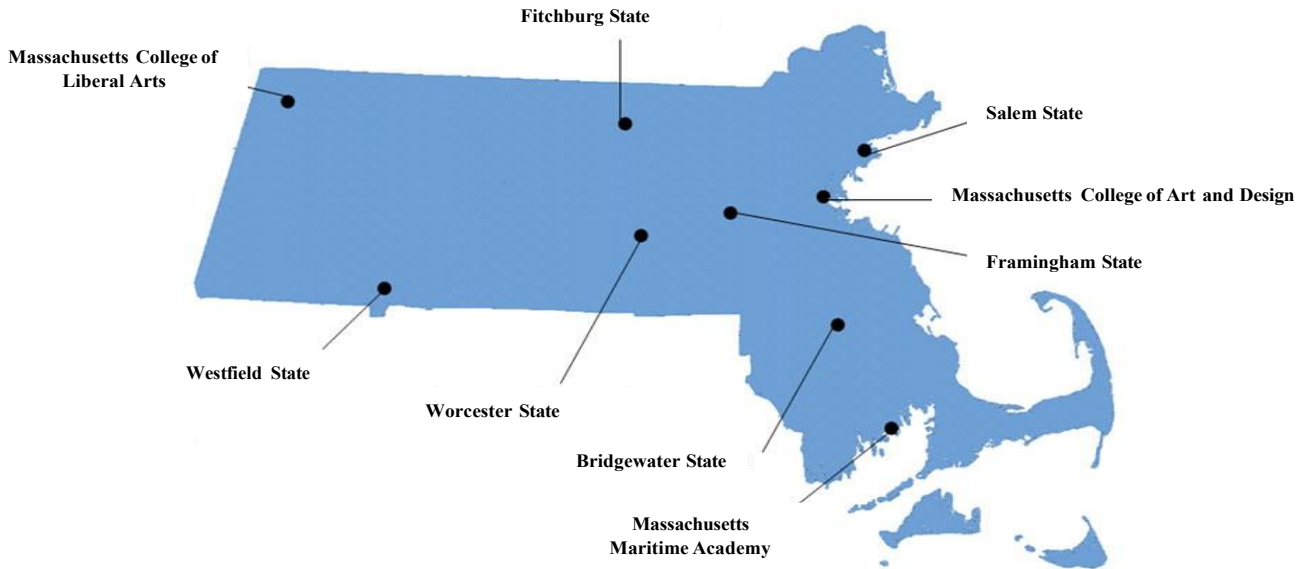 Fitchburg State
Massachusetts College of
Liberal Arts
Salem State
Massachusetts College of Art and Design
Framingham State
Westfield State
Worcester State
Bridgewater State
Massachusetts
Maritime Academy